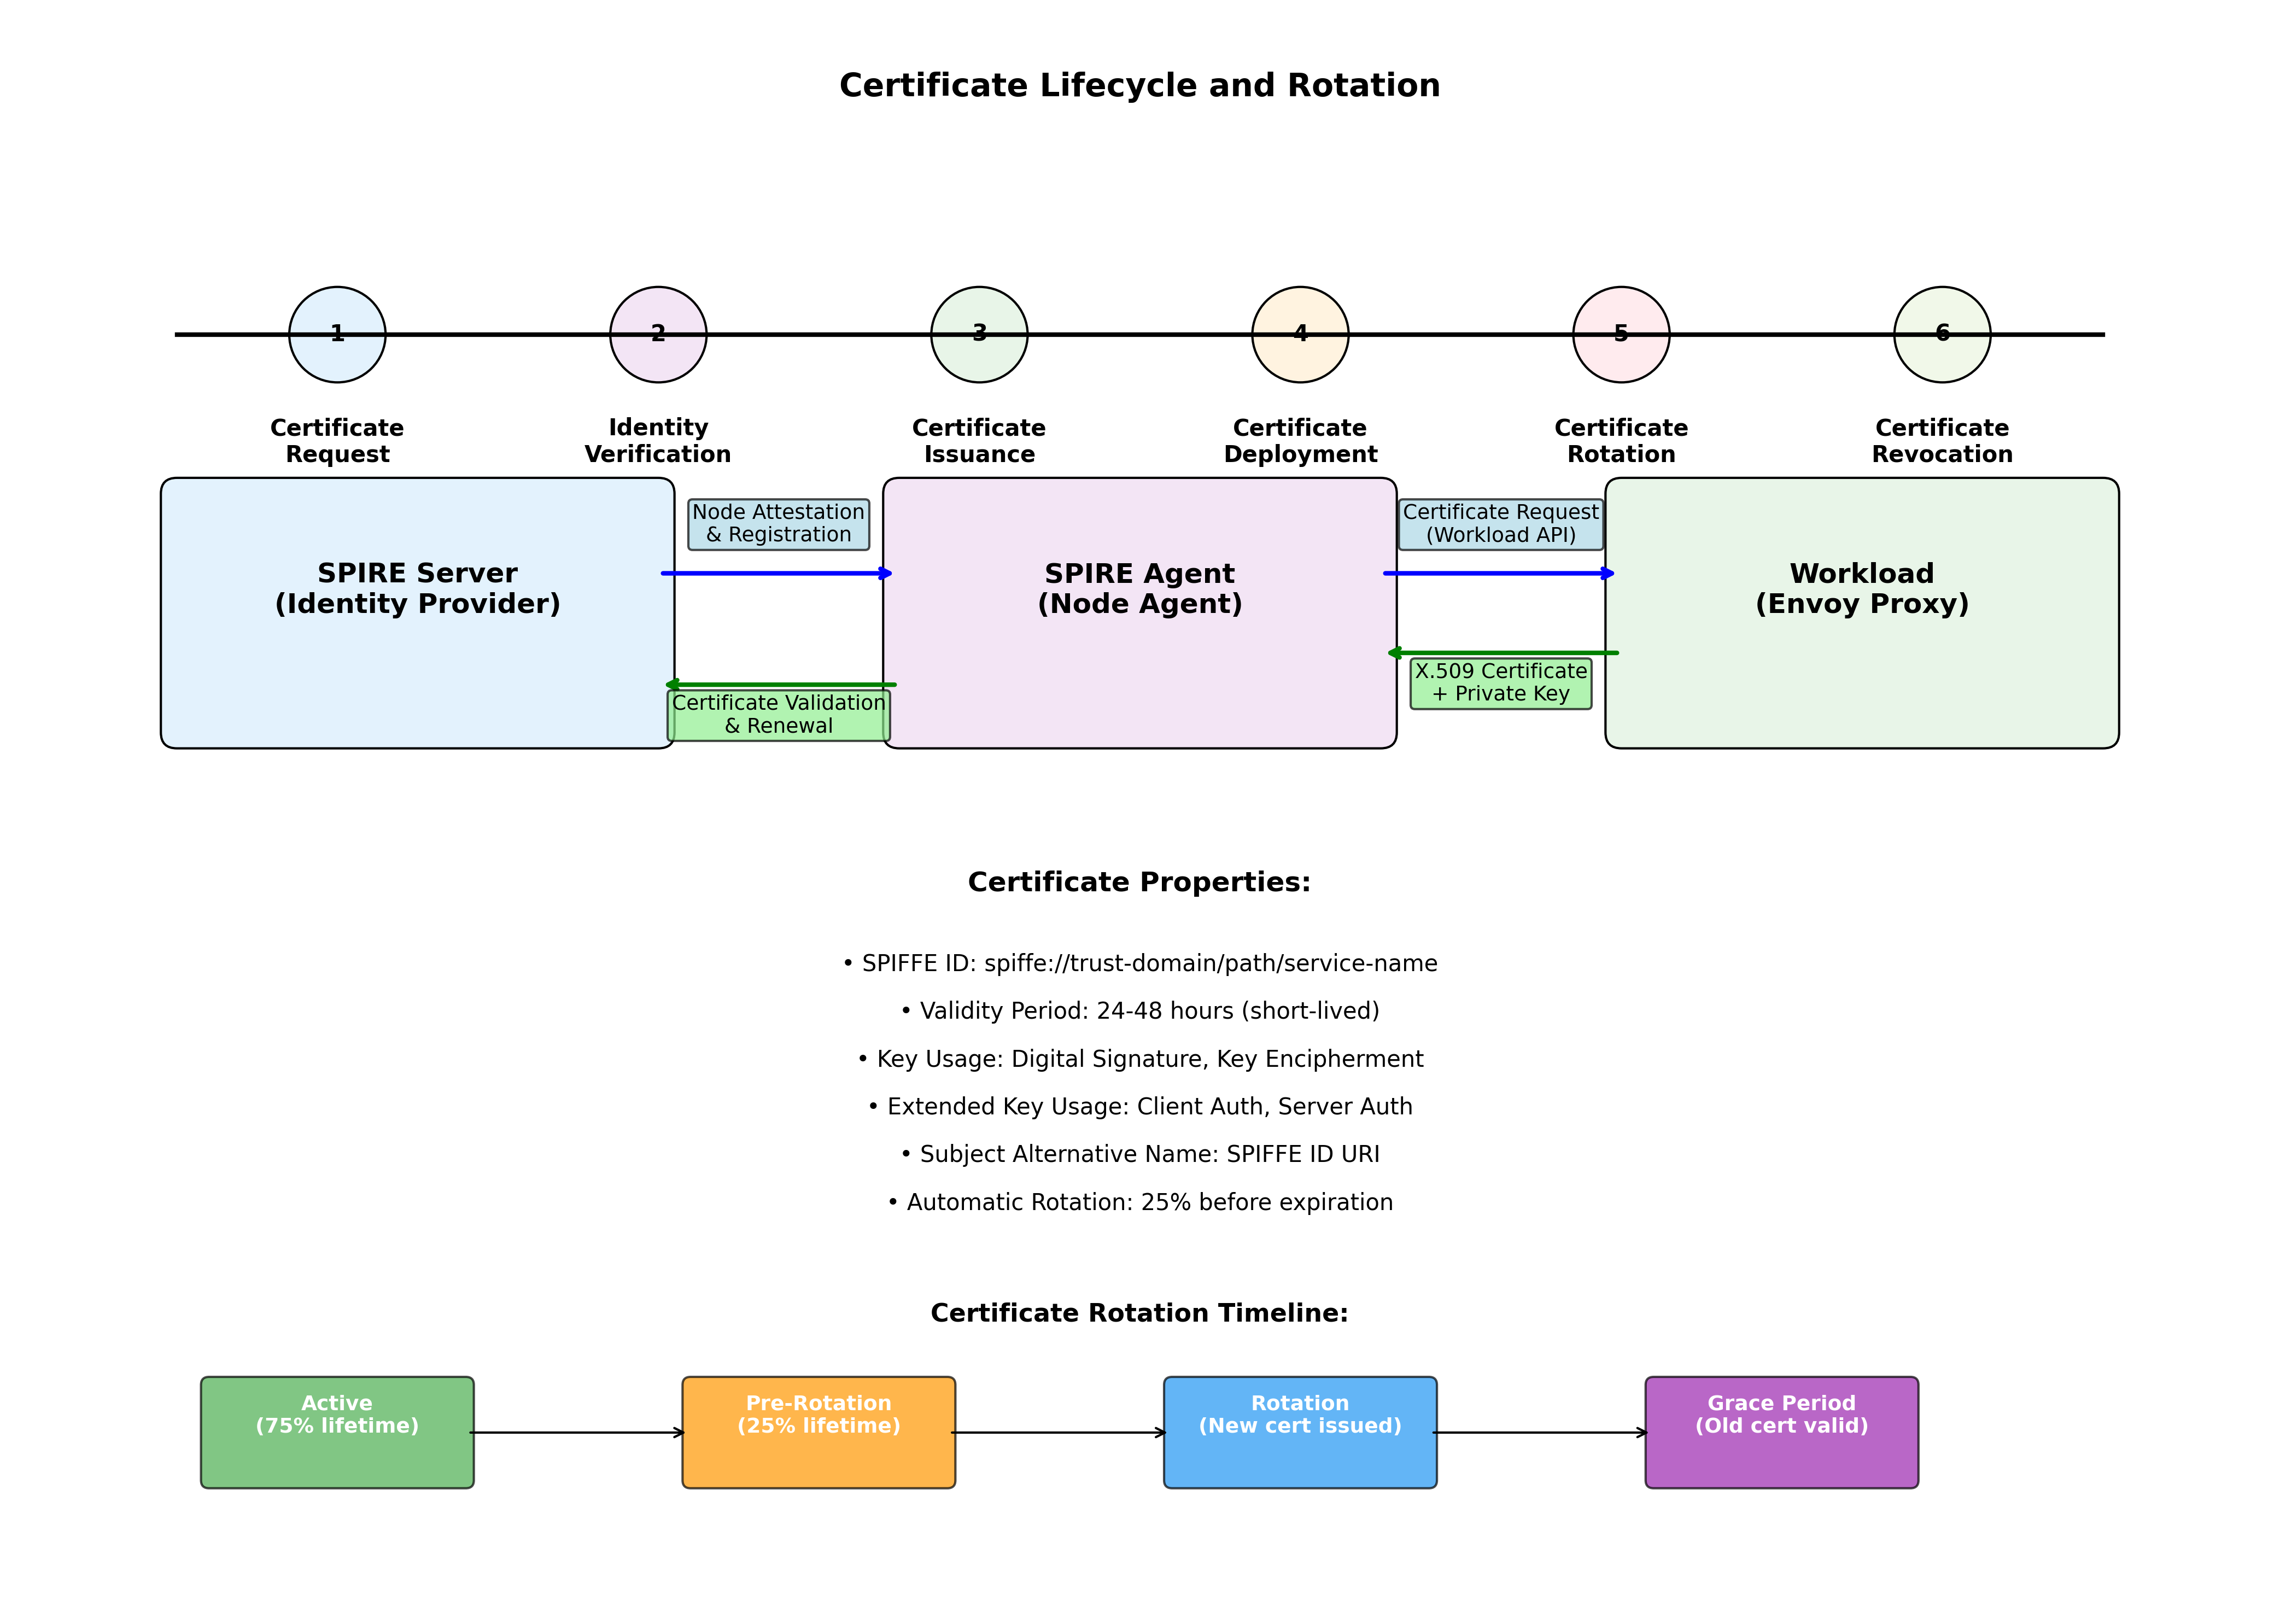 Certificate Lifecycle and Rotation
1
2
3
4
5
6
Certificate
Request
Identity
Verification
Certificate
Issuance
Certificate
Deployment
Certificate
Rotation
Certificate
Revocation
SPIRE Server
(Identity Provider)
Node Attestation
& Registration
Certificate Validation
& Renewal
SPIRE Agent
(Node Agent)
Certificate Request
(Workload API)
X.509 Certificate
+ Private Key
Workload
(Envoy Proxy)
Certificate Properties:
• SPIFFE ID: spiffe://trust-domain/path/service-name
• Validity Period: 24-48 hours (short-lived)
• Key Usage: Digital Signature, Key Encipherment
• Extended Key Usage: Client Auth, Server Auth
• Subject Alternative Name: SPIFFE ID URI
• Automatic Rotation: 25% before expiration
Certificate Rotation Timeline:
Active
(75% lifetime)
Pre-Rotation
(25% lifetime)
Rotation
(New cert issued)
Grace Period
(Old cert valid)